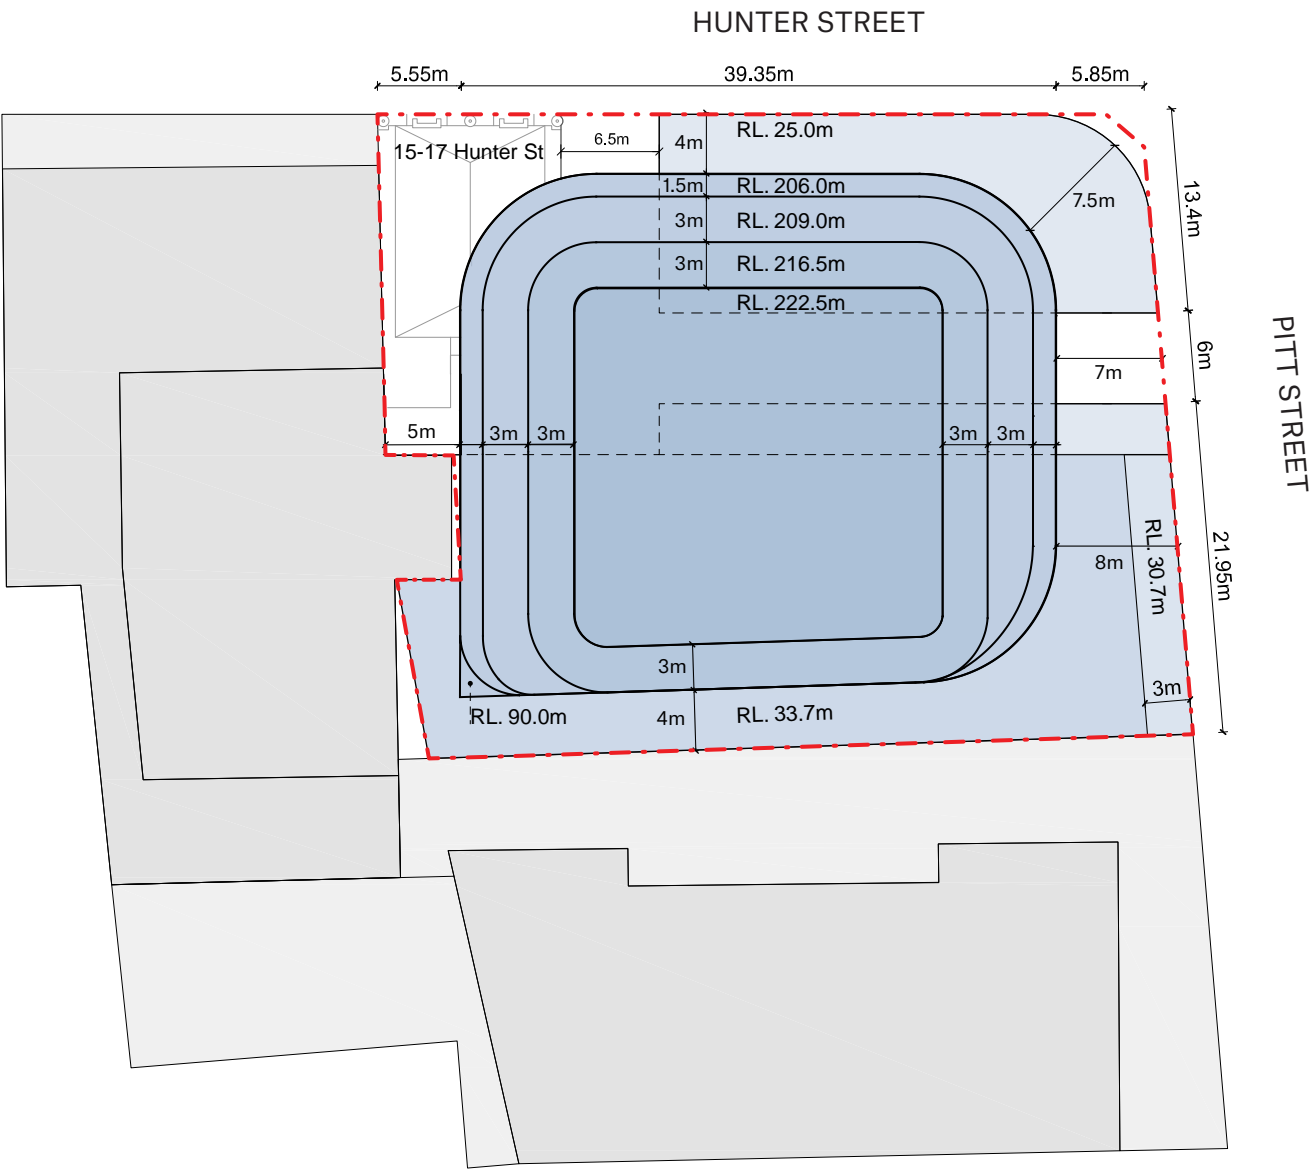 HUNTER STREET
5.55m
39.35m
5.85m
15-17 Hunter St
6.5m
4m
RL. 25.0m
1.5m
RL. 206.0m
7.5m
13.4m
3m
RL. 209.0m
3m
RL. 216.5m
RL. 222.5m
PITT STREET
6m
7m
5m
3m
3m
3m
3m
8m
RL. 30.7m
21.95m
3m
3m
RL. 90.0m
4m
RL. 33.7m